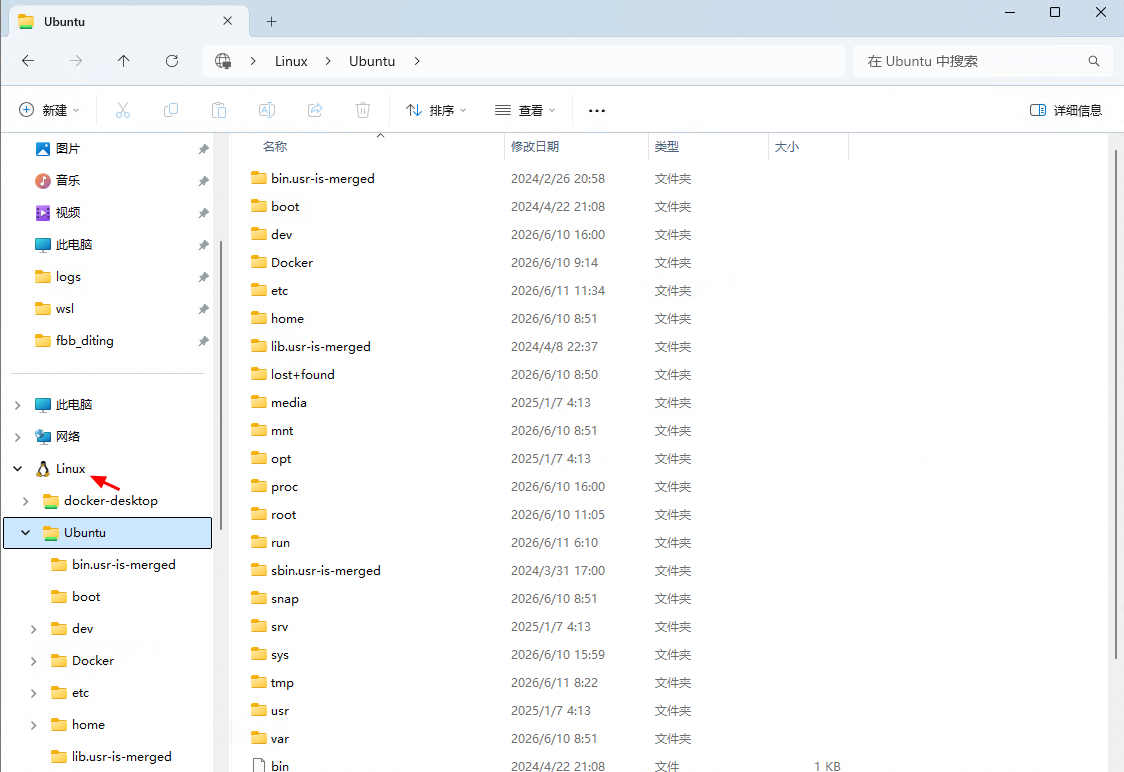 Ubuntu
Linux > Ubuntu >
在 Ubuntu 中搜索
新建
排序
查看
详细信息
图片
音乐
视频
此电脑
logs
wsl
fbb_diting
此电脑
网络
Linux
docker-desktop
Ubuntu
bin.usr-is-merged
boot
dev
Docker
etc
home
lib.usr-is-merged
名称 修改日期 类型 大小
bin.usr-is-merged 2024/2/26 20:58 文件夹
boot 2024/4/22 21:08 文件夹
dev 2026/6/10 16:00 文件夹
Docker 2026/6/10 9:14 文件夹
etc 2026/6/11 11:34 文件夹
home 2026/6/10 8:51 文件夹
lib.usr-is-merged 2024/4/8 22:37 文件夹
lost+found 2026/6/10 8:50 文件夹
media 2025/1/7 4:13 文件夹
mnt 2026/6/10 8:51 文件夹
opt 2025/1/7 4:13 文件夹
proc 2026/6/10 16:00 文件夹
root 2026/6/10 11:05 文件夹
run 2026/6/11 6:10 文件夹
sbin.usr-is-merged 2024/3/31 17:00 文件夹
snap 2026/6/10 8:51 文件夹
srv 2025/1/7 4:13 文件夹
sys 2026/6/10 15:59 文件夹
tmp 2026/6/11 8:22 文件夹
usr 2025/1/7 4:13 文件夹
var 2026/6/10 8:51 文件夹
bin 2024/4/22 21:08 文件 1 KB